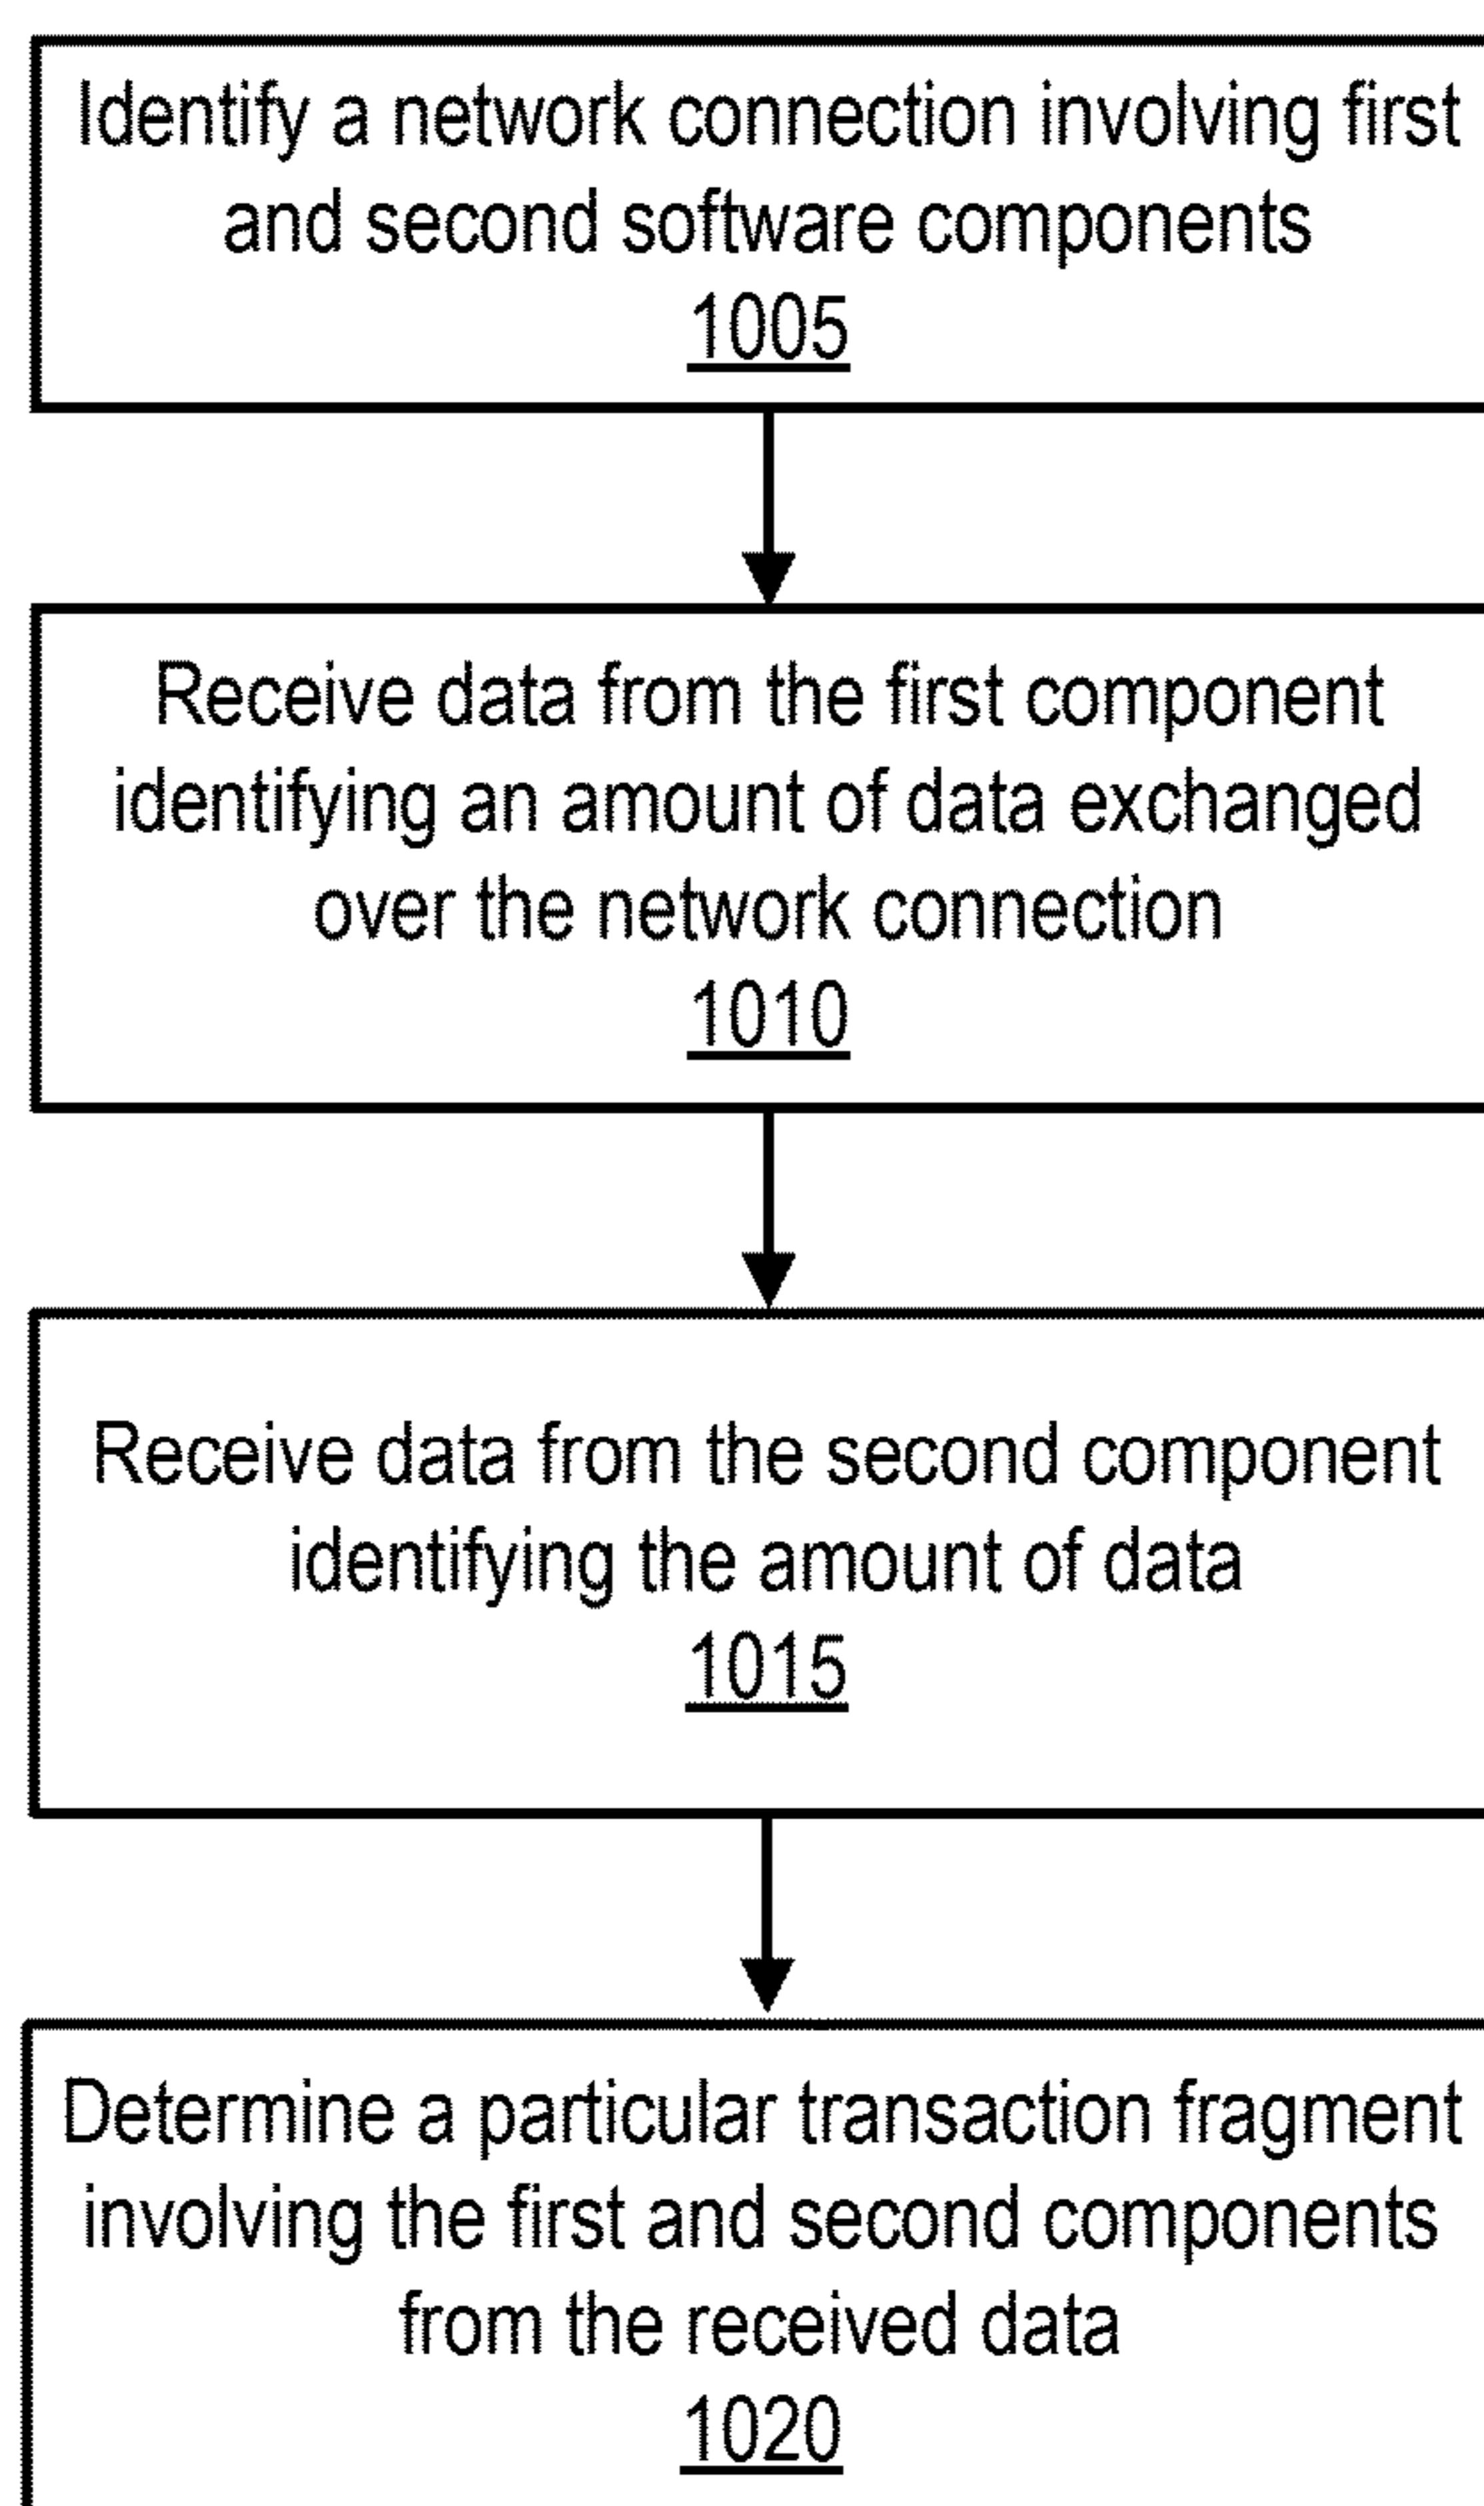 Identify a network connection involving first
and second software components
1005
Receive data from the first component
identifying an amount of data exchanged
over the network connection
1010
Receive data from the second component
identifying the amount of data
1015
Determine a particular transaction fragment
involving the first and second components
from the received data
1020